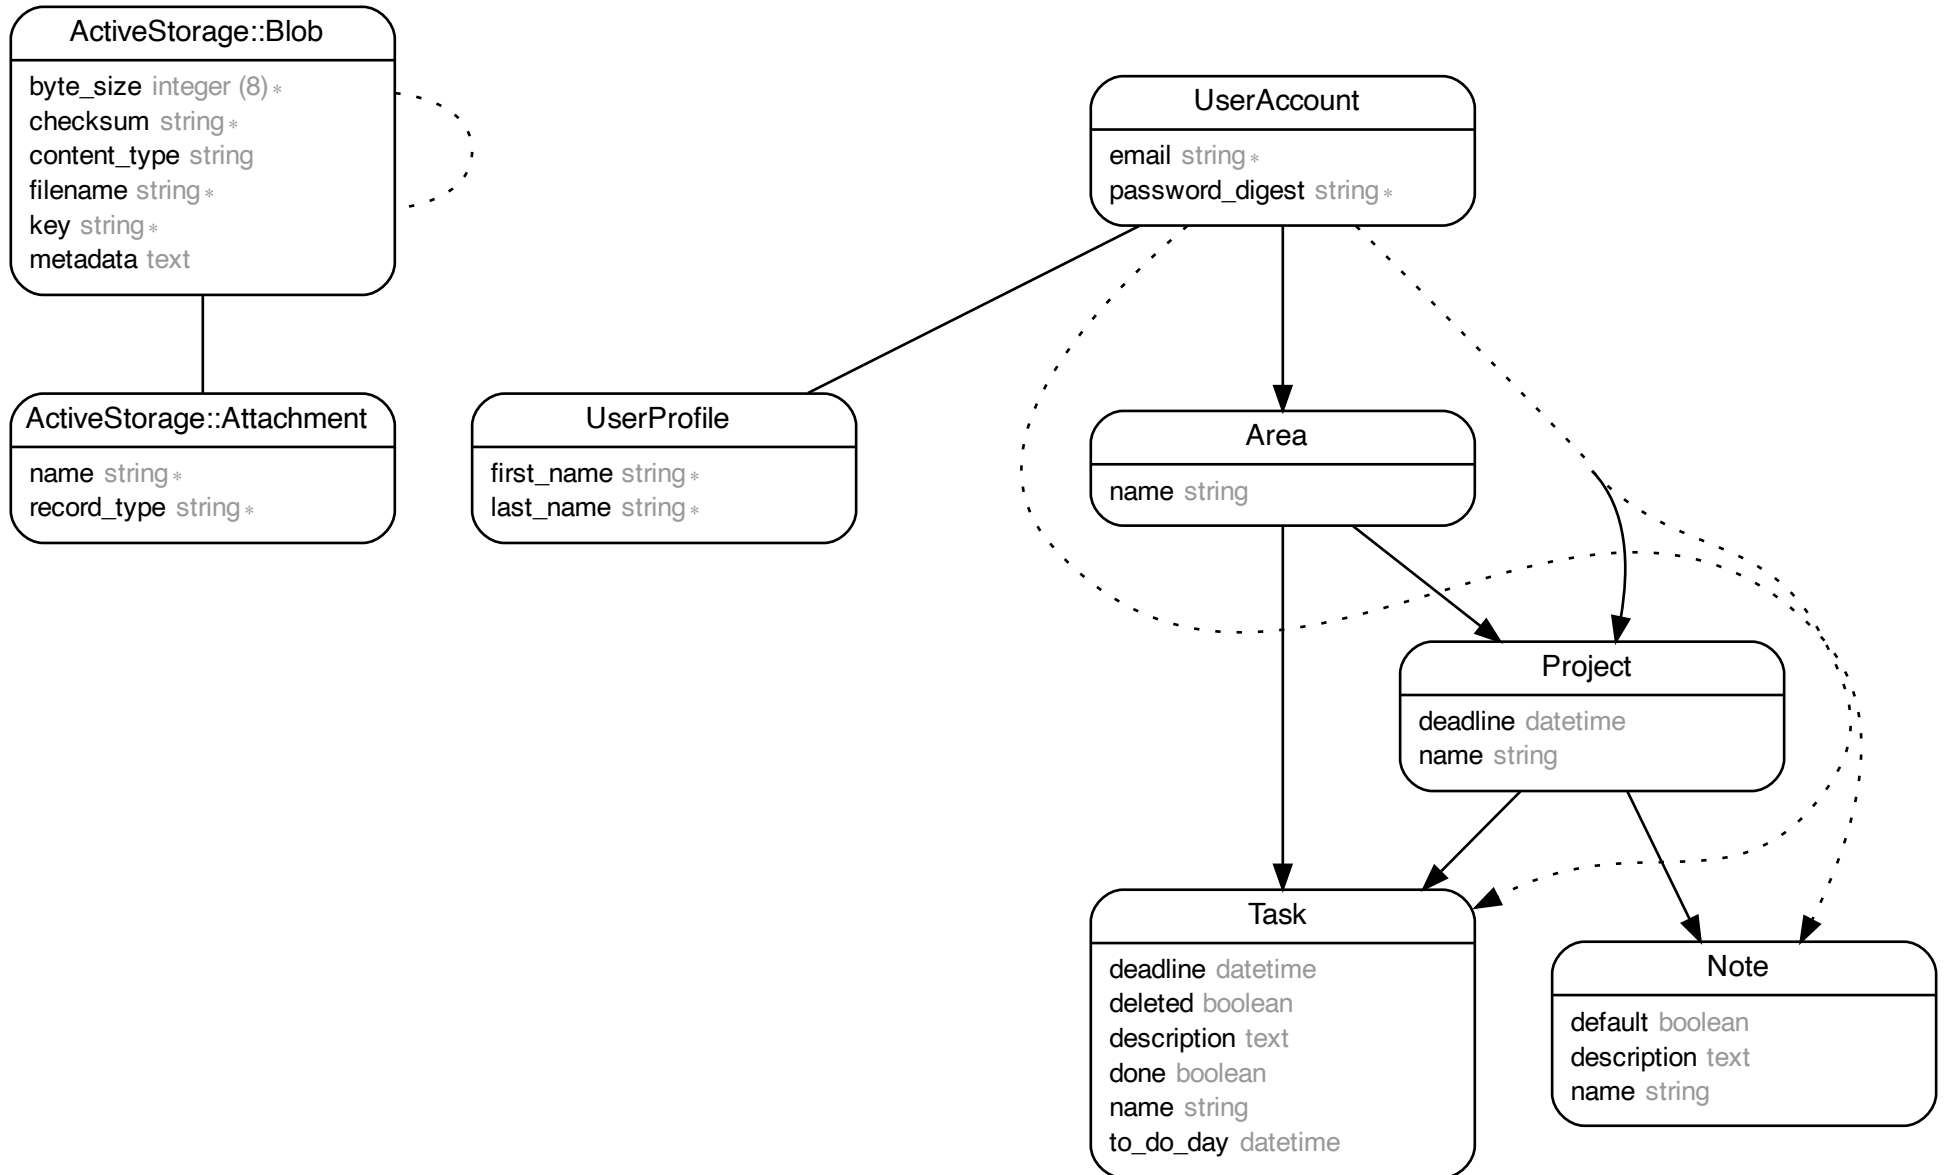 ActiveStorage::Blob
byte_size integer (8) *
checksum string *
content_type string
filename string *
key string *
metadata text
UserAccount
email string *
password_digest string *
ActiveStorage::Attachment
name string *
record_type string *
UserProfile
first_name string *
last_name string *
Area
name string
Project
deadline datetime
name string
Task
deadline datetime
deleted boolean
description text
done boolean
name string
to_do_day datetime
Note
default boolean
description text
name string